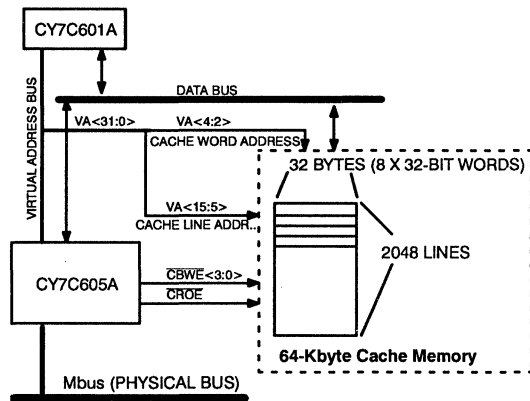 CY7C601A
DATA BUS
VIRTUAL ADDRESS BUS
VA<31:0>
VA<4:2>
CACHE WORD ADDRESS
32 BYTES (8 X 32-BIT WORDS)
VA<15:5>
CACHE LINE ADDR..
2048 LINES
CY7C605A
CBWE<3:0>
CROE
64-Kbyte Cache Memory
Mbus (PHYSICAL BUS)